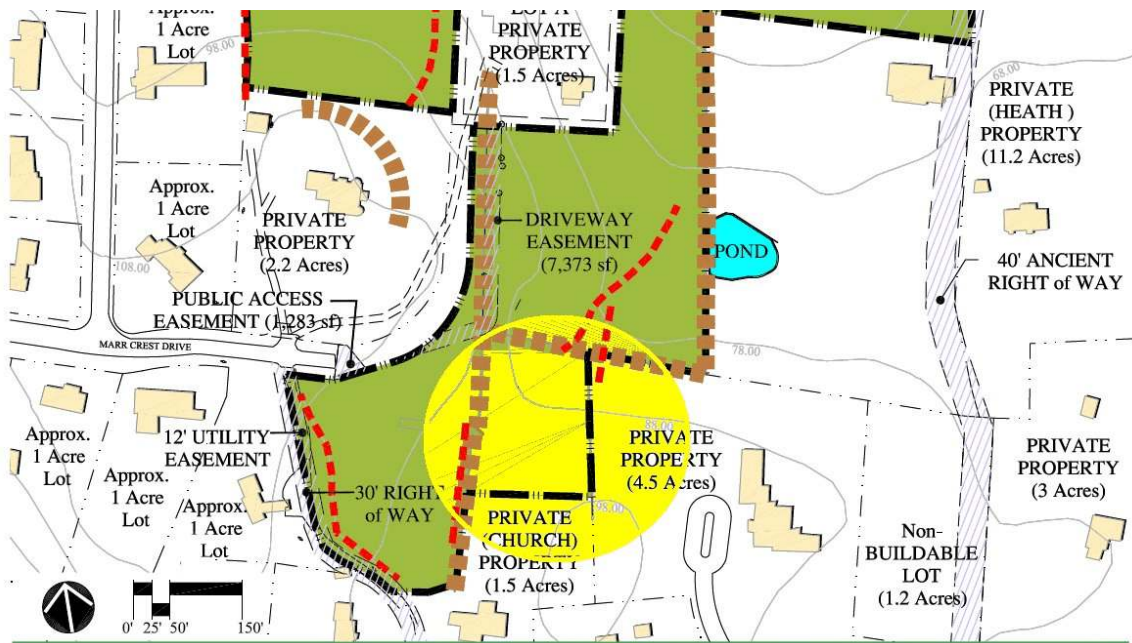 Approx.
1 Acre
Lot
98.00
LOT A
PRIVATE
PROPERTY
(1.5 Acres)
68.00
PRIVATE
(HEATH )
PROPERTY
(11.2 Acres)
Approx.
1 Acre
Lot
PRIVATE
PROPERTY
(2.2 Acres)
108.00
DRIVEWAY
EASEMENT
(7,373 sf)
POND
40' ANCIENT
RIGHT of WAY
PUBLIC ACCESS
EASEMENT (1,283 sf)
MARR CREST DRIVE
78.00
88.00
Approx.
1 Acre
Lot
12' UTILITY
EASEMENT
Approx.
1 Acre
Lot
Approx.
1 Acre
Lot
30' RIGHT
of WAY
PRIVATE
PROPERTY
(4.5 Acres)
98.00
PRIVATE
(CHURCH)
PROPERTY
(1.5 Acres)
PRIVATE
PROPERTY
(3 Acres)
Non-
BUILDABLE
LOT
(1.2 Acres)
0' 25' 50' 150'